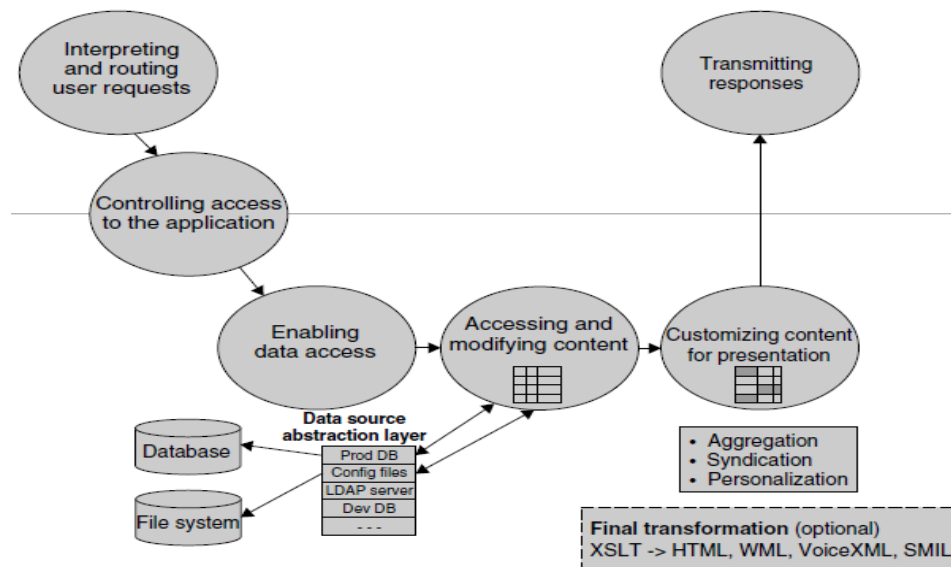 Interpreting
and routing
user requests
Transmitting
responses
Controlling access
to the application
Enabling
data access
Accessing and
modifying content
Customizing content
for presentation
Data source
abstraction layer
Database
File system
Prod DB
Config files
LDAP server
Dev DB
- - -
• Aggregation
• Syndication
• Personalization
Final transformation (optional)
XSLT -> HTML, WML, VoiceXML, SMIL